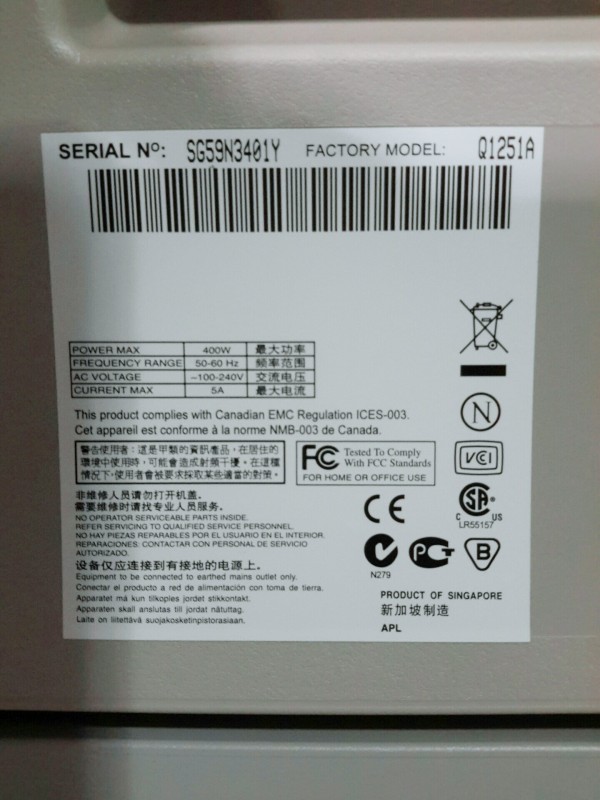 SERIAL Nº: SG59N3401Y FACTORY MODEL: Q1251A
POWER MAX 400W 最大功率
FREQUENCY RANGE 50-60 Hz 频率范围
AC VOLTAGE ~100-240V 交流电压
CURRENT MAX 5A 最大电流
This product complies with Canadian EMC Regulation ICES-003.
Cet appareil est conforme à la norme NMB-003 de Canada.
警告使用者：這是甲類的資訊產品，在居住的
環境中使用時，可能會造成射頻干擾。在這種
情況下，使用者會被要求採取某些適當的對策。
FC Tested To Comply
With FCC Standards
FOR HOME OR OFFICE USE
非维修人员请勿打开机盖。
需要维修时请找专业人员服务。
NO OPERATOR SERVICEABLE PARTS INSIDE.
REFER SERVICING TO QUALIFIED SERVICE PERSONNEL.
NO HAY PIEZAS REPARABLES POR EL USUARIO EN EL INTERIOR.
REPARACIONES: CONTACTAR CON PERSONAL DE SERVICIO
AUTORIZADO.
设备仅应连接到有接地的电源上。
Equipment to be connected to earthed mains outlet only.
Conectar el producto a red de alimentación con toma de tierra.
Apparatet må kun tilkoples jordet stikkontakt.
Apparaten skall anslutas till jordat nätuttag.
Laite on liitettävä suojakosketinpistorasiaan.
N
VCI
CE
C SA US
LR55157
N279
PCT
B
PRODUCT OF SINGAPORE
新加坡制造
APL